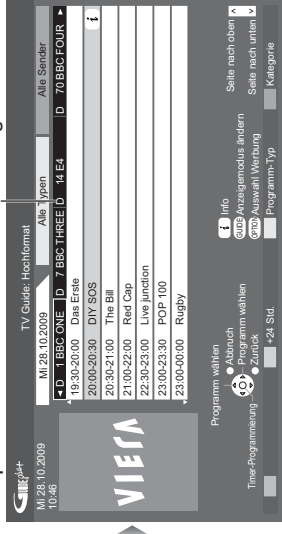 GUIDE Plus+
TV Guide: Hochformat
Mi 28.10.2009
10:46
Mi 28.10.2009
Alle Typen
Alle Sender
D 1 BBC ONE D 7 BBC THREE D 14 E4 D 70 BBC FOUR
19:30-20:00 Das Erste
20:00-20:30 DIY SOS i
20:30-21:00 The Bill
21:00-22:00 Red Cap
22:30-23:00 Live junction
23:00-23:30 POP 100
23:00-00:00 Rugby
VIERA
Programm wählen
Abbruch
Programm wählen
Timer-Programmierung
Zurück
i Info
GUIDE Anzeigemodus ändern
OPTION Auswahl Werbung
Seite nach oben
Seite nach unten
+24 Std.
Programm-Typ
Kategorie